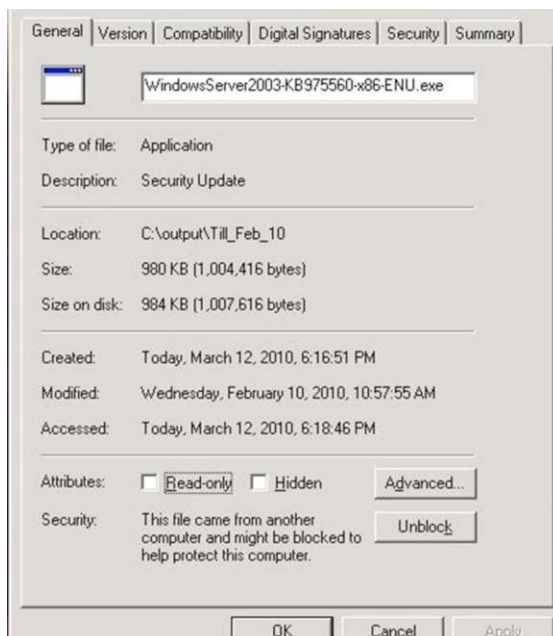 General Version Compatibility Digital Signatures Security Summary
WindowsServer2003-KB975560-x86-ENU.exe
Type of file: Application
Description: Security Update
Location: C:\output\Till_Feb_10
Size: 980 KB (1,004,416 bytes)
Size on disk: 984 KB (1,007,616 bytes)
Created: Today, March 12, 2010, 6:16:51 PM
Modified: Wednesday, February 10, 2010, 10:57:55 AM
Accessed: Today, March 12, 2010, 6:18:46 PM
Attributes: Read-only Hidden Advanced...
Security: This file came from another
computer and might be blocked to
help protect this computer.
Unblock
OK Cancel Apply